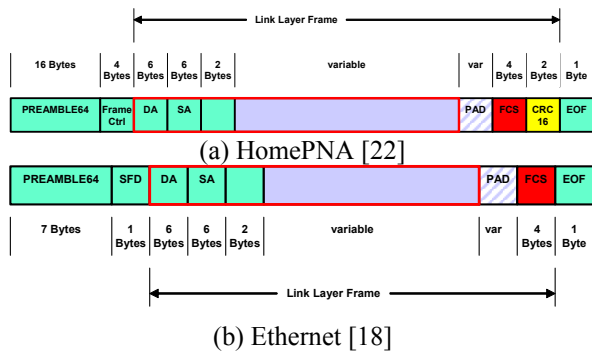 Link Layer Frame
16 Bytes 4 Bytes 6 Bytes 6 Bytes 2 Bytes variable var 4 Bytes 2 Bytes 1 Byte
PREAMBLE64 Frame Ctrl DA SA PAD FCS CRC 16 EOF
(a) HomePNA [22]
PREAMBLE64 SFD DA SA PAD FCS EOF
7 Bytes 1 Bytes 6 Bytes 6 Bytes 2 Bytes variable var 4 Bytes 1 Byte
Link Layer Frame
(b) Ethernet [18]